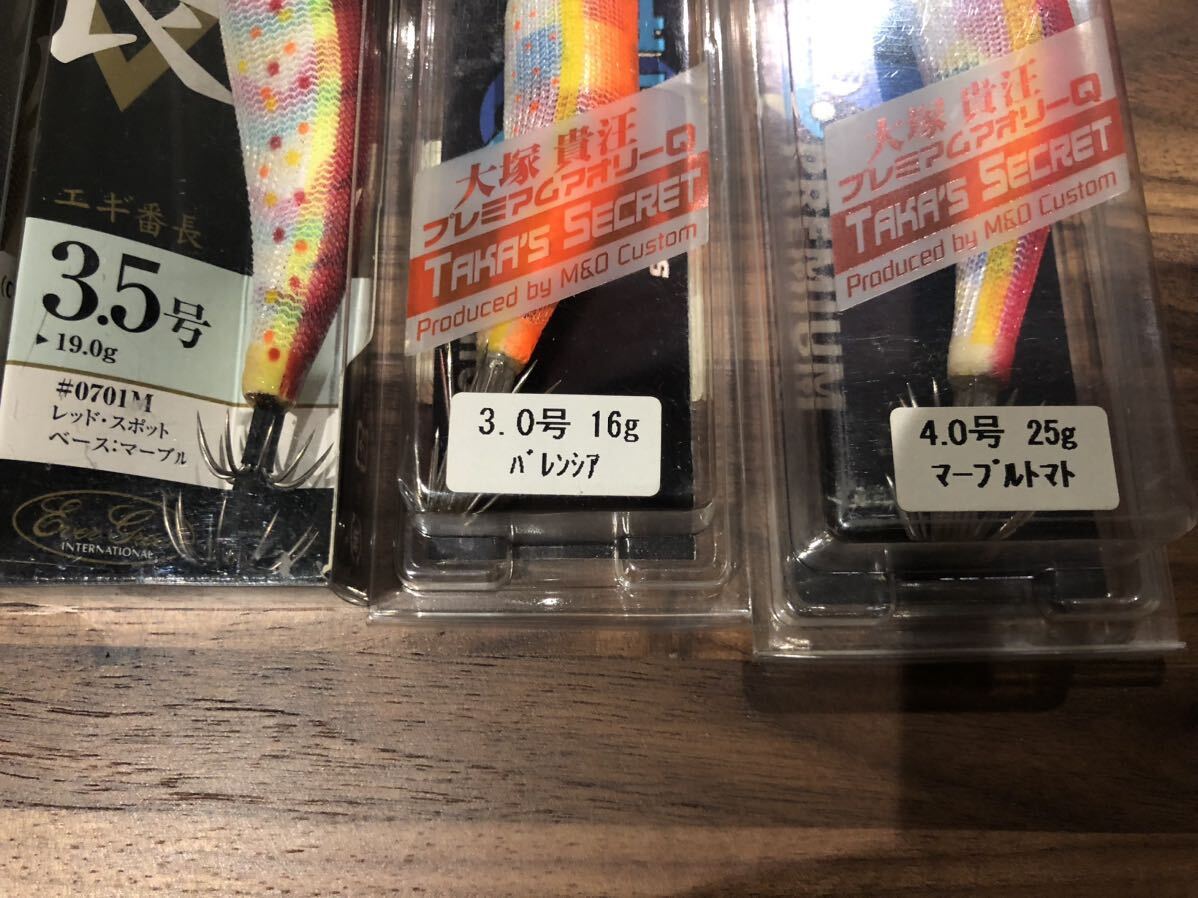 エギ番長
3.5号
▶19.0g
#0701M
レッド・スポット
ベース:マーブル
INTERNATIONAL
大塚 貴汪
プレミアムアオリーQ
TAKA'S SECRET
Produced by M&O Custom
3.0号 16g
バレンシア
大塚 貴汪
プレミアムアオリーQ
TAKA'S SECRET
Produced by M&O Custom
PREMIUM
4.0号 25g
マーブルトマト